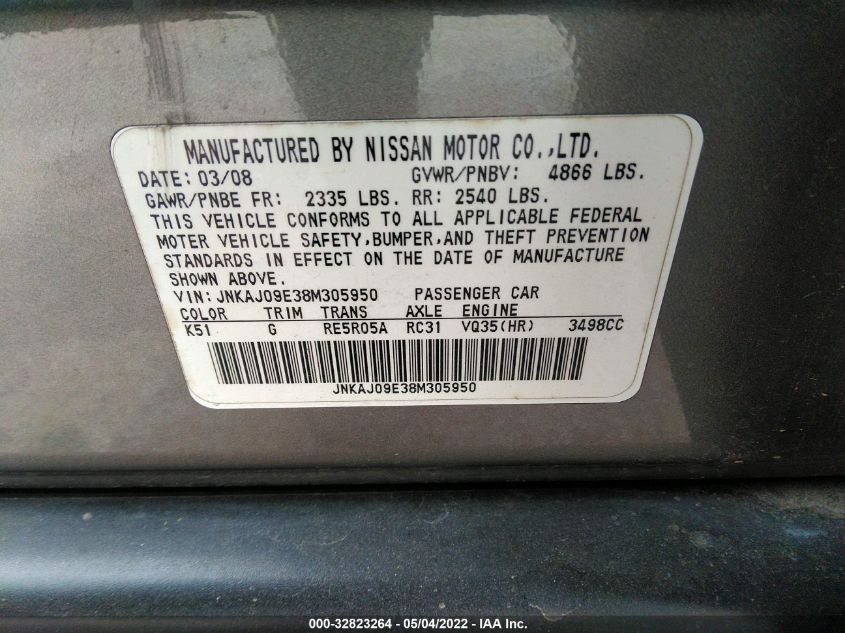 MANUFACTURED BY NISSAN MOTOR CO.,LTD.
DATE: 03/08 GVWR/PNBV: 4866 LBS.
GAWR/PNBE FR: 2335 LBS. RR: 2540 LBS.
THIS VEHICLE CONFORMS TO ALL APPLICABLE FEDERAL
MOTER VEHICLE SAFETY,BUMPER,AND THEFT PREVENTION
STANDARDS IN EFFECT ON THE DATE OF MANUFACTURE
SHOWN ABOVE.
VIN: JNKAJ09E38M305950 PASSENGER CAR
COLOR TRIM TRANS AXLE ENGINE
K51 G RE5R05A RC31 VQ35(HR) 3498CC
JNKAJ09E38M305950
000-32823264 - 05/04/2022 - IAA Inc.